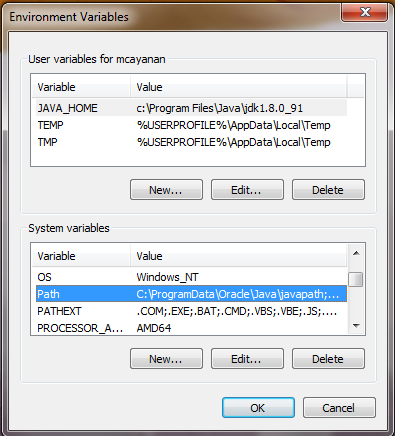 Environment Variables
User variables for mcayanan
Variable Value
JAVA_HOME c:\Program Files\Java\jdk1.8.0_91
TEMP %USERPROFILE%\AppData\Local\Temp
TMP %USERPROFILE%\AppData\Local\Temp
New... Edit... Delete
System variables
Variable Value
OS Windows_NT
Path C:\ProgramData\Oracle\Java\javapath;...
PATHEXT .COM;.EXE;.BAT;.CMD;.VBS;.VBE;.JS;....
PROCESSOR_A... AMD64
New... Edit... Delete
OK Cancel